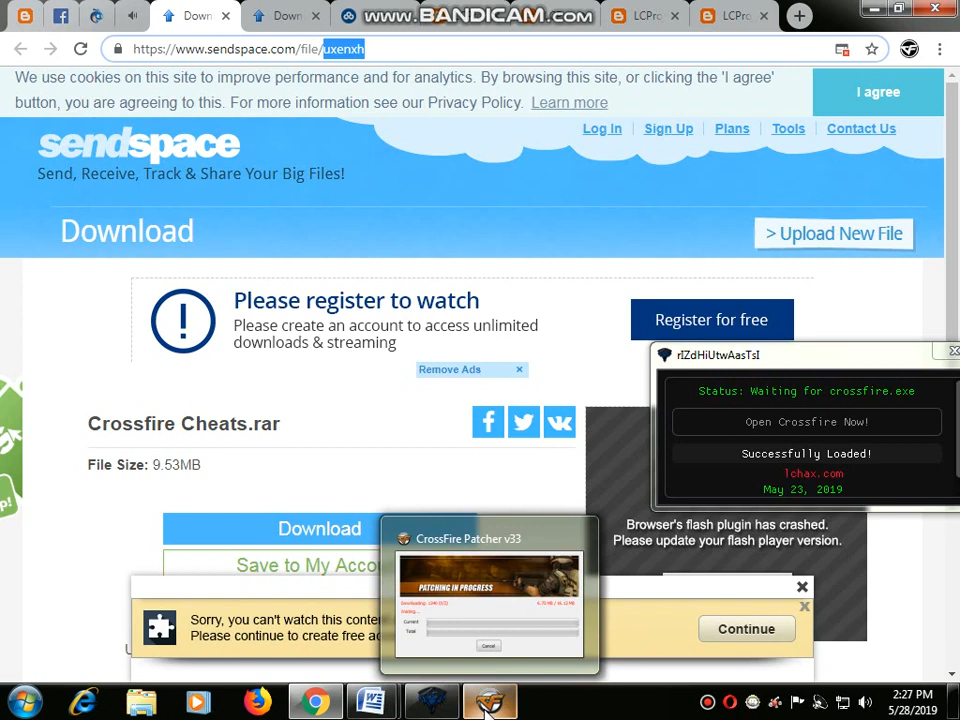 Down
Down
WWW.BANDICAM.COM
LCPro
LCPro
https://www.sendspace.com/file/uxenxh
We use cookies on this site to improve performance and for analytics. By browsing this site, or clicking the 'I agree'
button, you are agreeing to this. For more information see our Privacy Policy. Learn more
I agree
sendspace
Send, Receive, Track & Share Your Big Files!
Log In
Sign Up
Plans
Tools
Contact Us
Download
> Upload New File
Please register to watch
Please create an account to access unlimited
downloads & streaming
Register for free
Remove Ads
rIZdHiUtwAasTsI
Status: Waiting for crossfire.exe
Open Crossfire Now!
Successfully Loaded!
lchax.com
May 23, 2019
Crossfire Cheats.rar
File Size: 9.53MB
Browser's flash plugin has crashed.
Please update your flash player version.
Download
Save to My Accou
CrossFire Patcher v33
PATCHING IN PROGRESS
Current
Total
Cancel
Sorry, you can't watch this conten
Please continue to create free ac
Continue
2:27 PM
5/28/2019